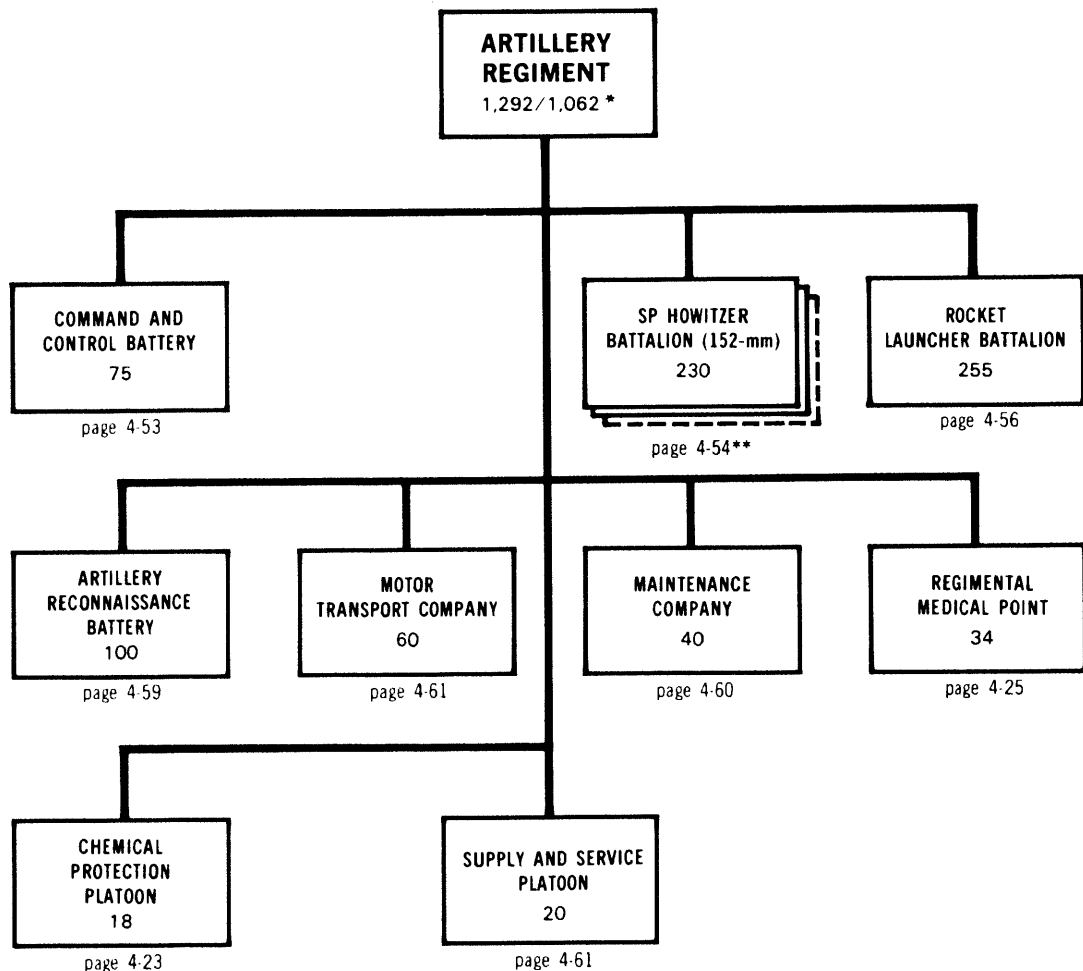 ARTILLERY
REGIMENT
1,292/1,062 *
COMMAND AND
CONTROL BATTERY
75
page 4-53
SP HOWITZER
BATTALION (152-mm)
230
page 4-54**
ROCKET
LAUNCHER BATTALION
255
page 4-56
ARTILLERY
RECONNAISSANCE
BATTERY
100
page 4-59
MOTOR
TRANSPORT COMPANY
60
page 4-61
MAINTENANCE
COMPANY
40
page 4-60
REGIMENTAL
MEDICAL POINT
34
page 4-25
CHEMICAL
PROTECTION
PLATOON
18
page 4-23
SUPPLY AND SERVICE
PLATOON
20
page 4-61